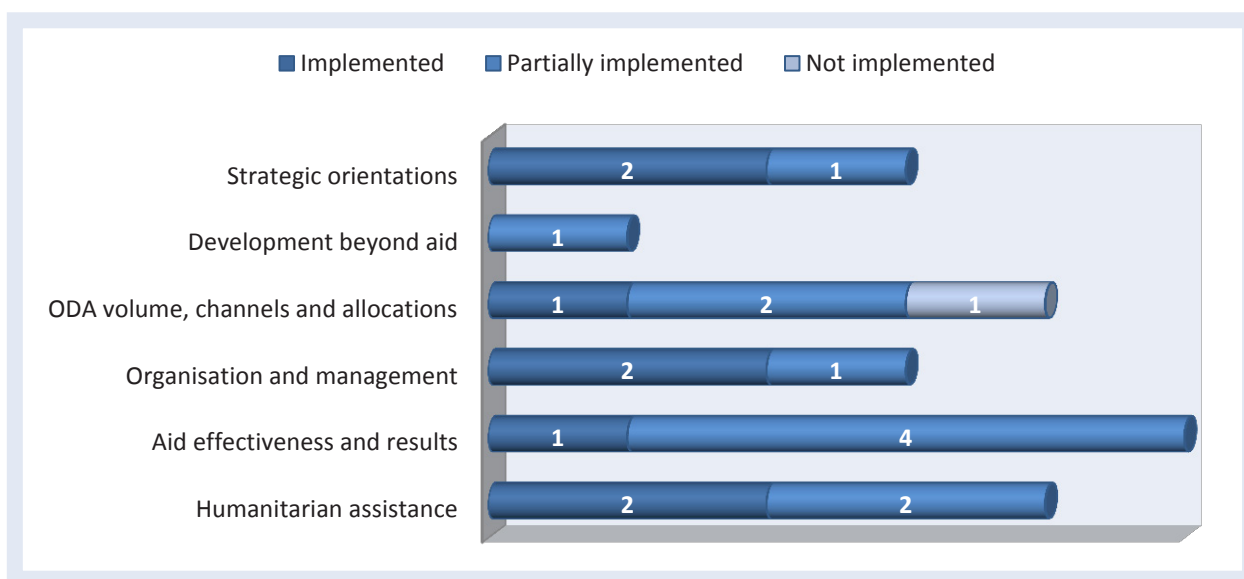 Implemented Partially implemented Not implemented
Strategic orientations 2 1
Development beyond aid 1
ODA volume, channels and allocations 1 2 1
Organisation and management 2 1
Aid effectiveness and results 1 4
Humanitarian assistance 2 2